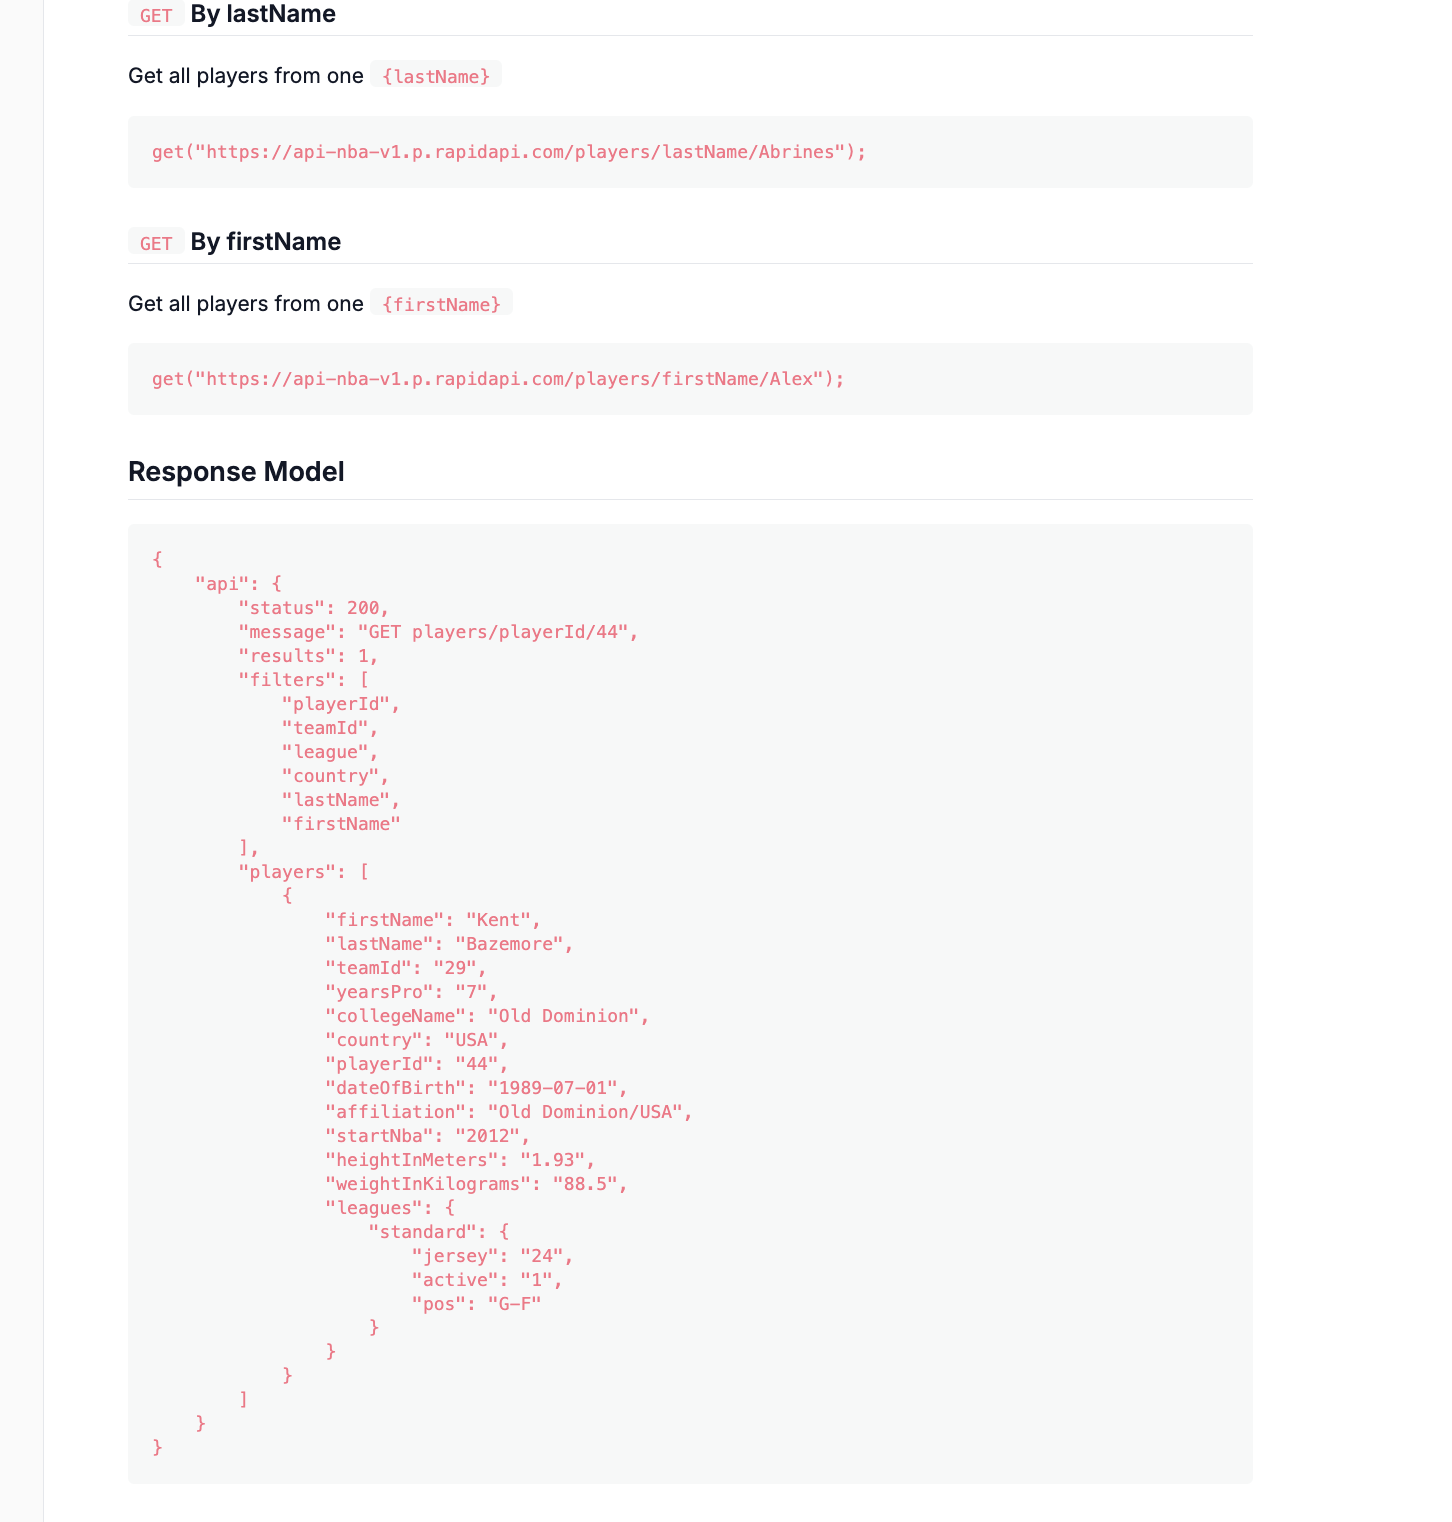 GET By lastName
Get all players from one {lastName}
get("https://api-nba-v1.p.rapidapi.com/players/lastName/Abrines");
GET By firstName
Get all players from one {firstName}
get("https://api-nba-v1.p.rapidapi.com/players/firstName/Alex");
Response Model
{
    "api": {
        "status": 200,
        "message": "GET players/playerId/44",
        "results": 1,
        "filters": [
            "playerId",
            "teamId",
            "league",
            "country",
            "lastName",
            "firstName"
        ],
        "players": [
            {
                "firstName": "Kent",
                "lastName": "Bazemore",
                "teamId": "29",
                "yearsPro": "7",
                "collegeName": "Old Dominion",
                "country": "USA",
                "playerId": "44",
                "dateOfBirth": "1989-07-01",
                "affiliation": "Old Dominion/USA",
                "startNba": "2012",
                "heightInMeters": "1.93",
                "weightInKilograms": "88.5",
                "leagues": {
                    "standard": {
                        "jersey": "24",
                        "active": "1",
                        "pos": "G-F"
                    }
                }
            }
        ]
    }
}